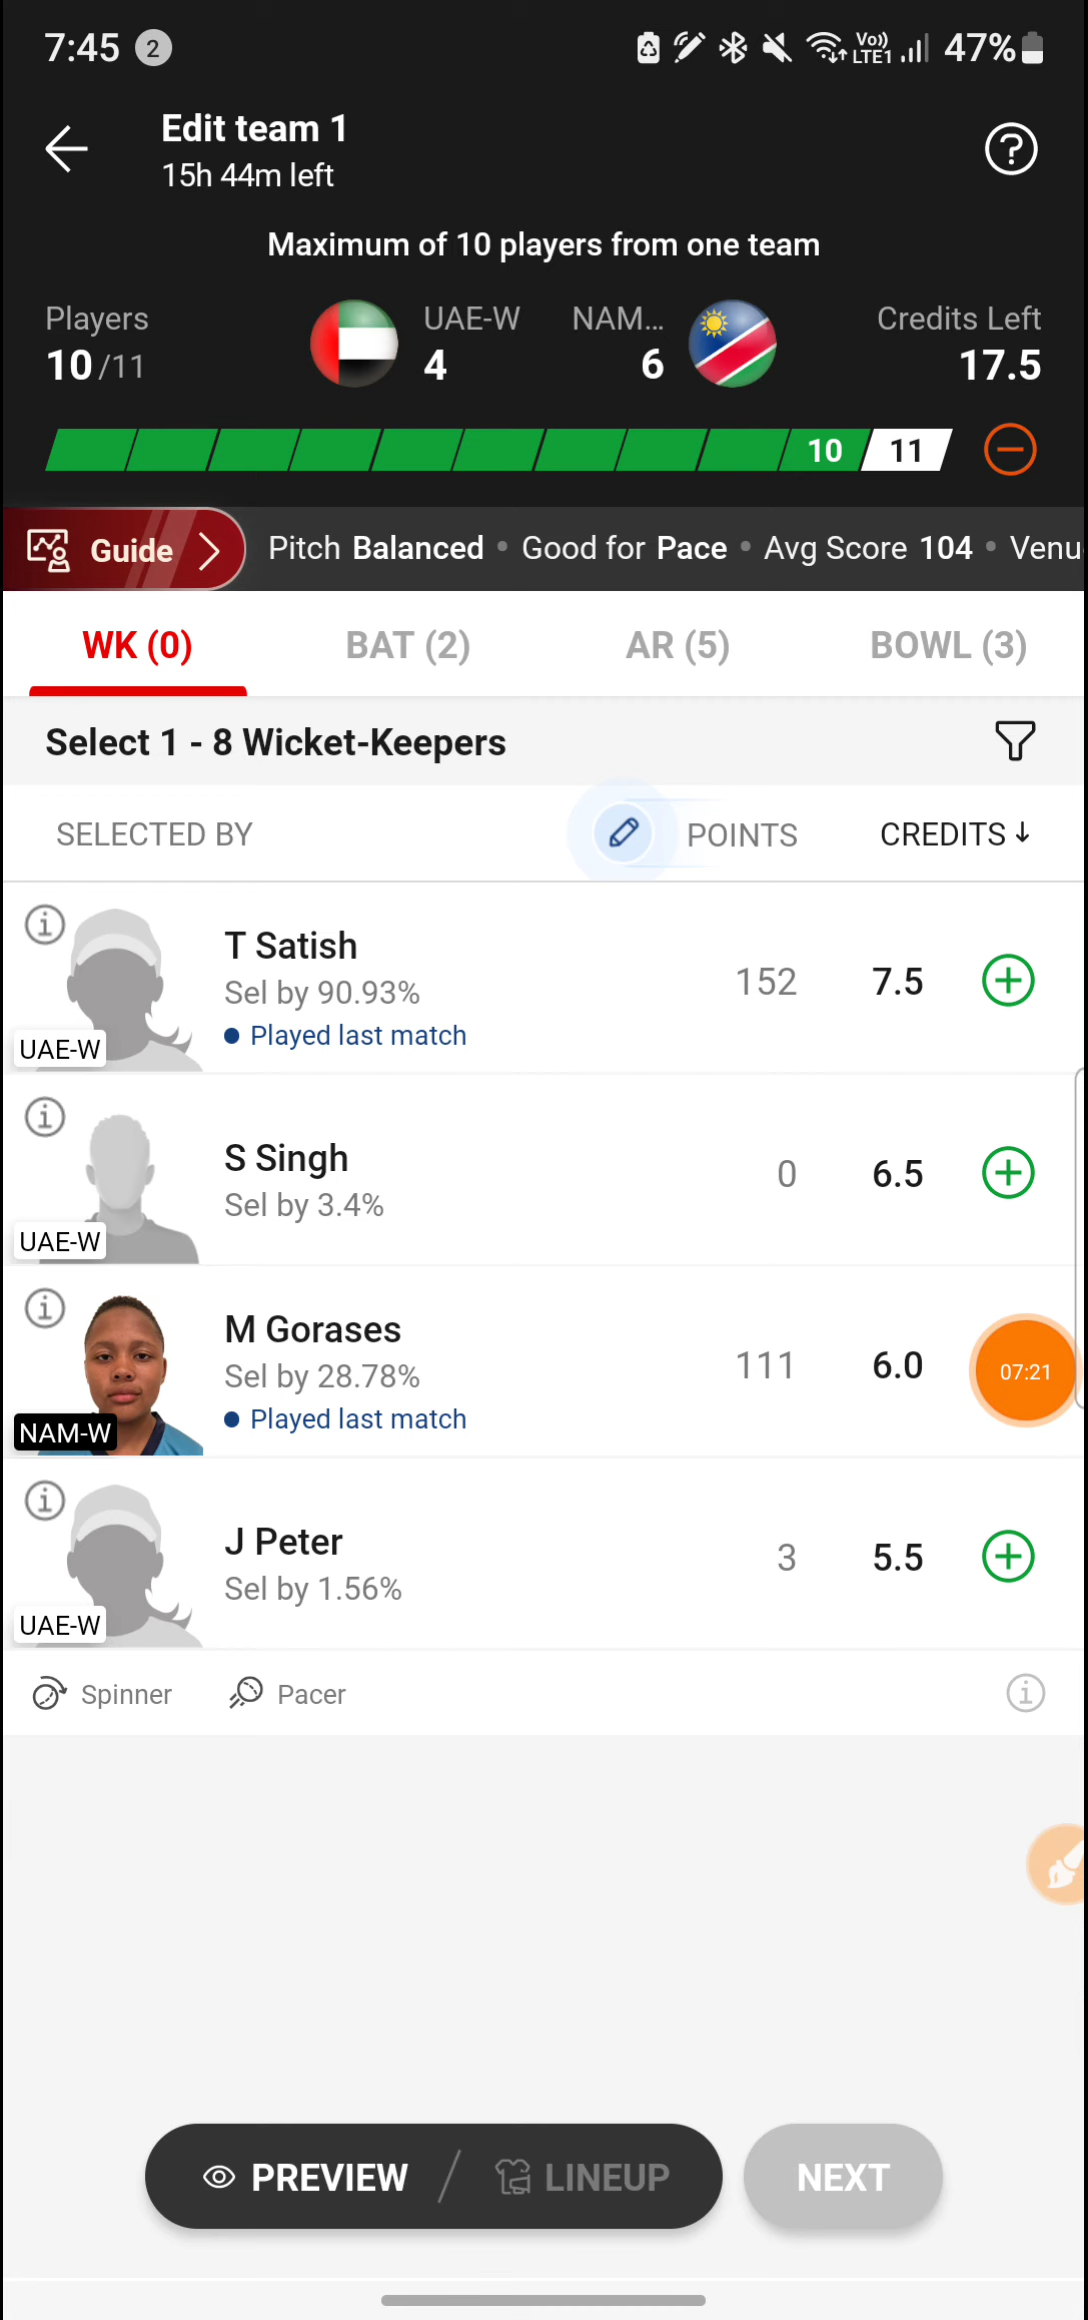 7:45 2 Vo)) LTE1 47%
Edit team 1
15h 44m left
Maximum of 10 players from one team
Players UAE-W NAM... Credits Left
10/11 4 6 17.5
10 11
Guide Pitch Balanced • Good for Pace • Avg Score 104 • Venu
WK (0) BAT (2) AR (5) BOWL (3)
Select 1 - 8 Wicket-Keepers
SELECTED BY POINTS CREDITS ↓
T Satish
Sel by 90.93%
152 7.5
• Played last match
UAE-W
S Singh
Sel by 3.4%
0 6.5
UAE-W
M Gorases
Sel by 28.78%
111 6.0 07:21
• Played last match
NAM-W
J Peter
Sel by 1.56%
3 5.5
UAE-W
Spinner Pacer
PREVIEW / LINEUP NEXT